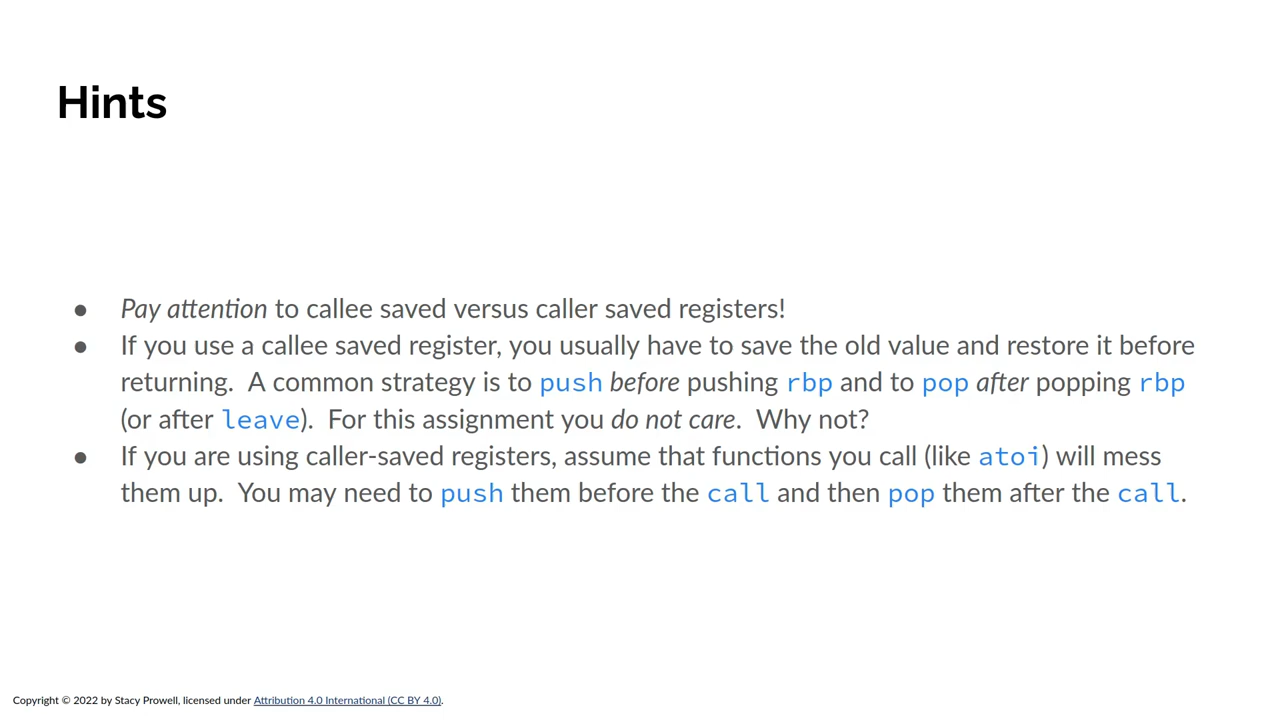 Hints
● Pay attention to callee saved versus caller saved registers!
● If you use a callee saved register, you usually have to save the old value and restore it before
returning.  A common strategy is to push before pushing rbp and to pop after popping rbp
(or after leave).  For this assignment you do not care.  Why not?
● If you are using caller-saved registers, assume that functions you call (like atoi) will mess
them up.  You may need to push them before the call and then pop them after the call.
Copyright © 2022 by Stacy Prowell, licensed under Attribution 4.0 International (CC BY 4.0).